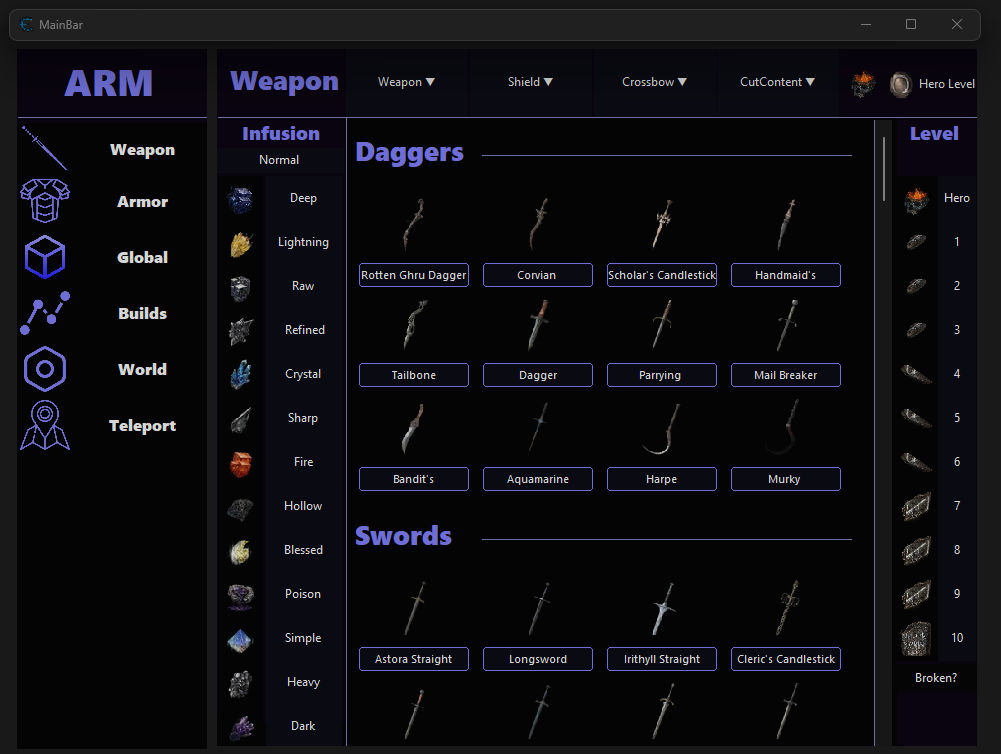 MainBar
ARM
Weapon
Armor
Global
Builds
World
Teleport
Weapon
Weapon ▼
Shield ▼
Crossbow ▼
CutContent ▼
Hero Level
Infusion
Normal
Deep
Lightning
Raw
Refined
Crystal
Sharp
Fire
Hollow
Blessed
Poison
Simple
Heavy
Dark
Daggers
Rotten Ghru Dagger
Corvian
Scholar's Candlestick
Handmaid's
Tailbone
Dagger
Parrying
Mail Breaker
Bandit's
Aquamarine
Harpe
Murky
Swords
Astora Straight
Longsword
Irithyll Straight
Cleric's Candlestick
Level
Hero
1
2
3
4
5
6
7
8
9
10
Broken?